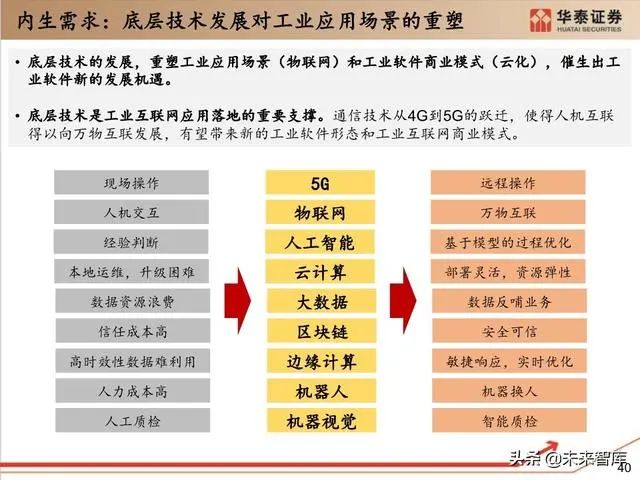 内生需求：底层技术发展对工业应用场景的重塑
华泰证券
HUATAI SECURITIES
• 底层技术的发展，重塑工业应用场景（物联网）和工业软件商业模式（云化），催生出工
业软件新的发展机遇。
• 底层技术是工业互联网应用落地的重要支撑。通信技术从4G到5G的跃迁，使得人机互联
得以向万物互联发展，有望带来新的工业软件形态和工业互联网商业模式。
现场操作 5G 远程操作
人机交互 物联网 万物互联
经验判断 人工智能 基于模型的过程优化
本地运维，升级困难 云计算 部署灵活，资源弹性
数据资源浪费 大数据 数据反哺业务
信任成本高 区块链 安全可信
高时效性数据难利用 边缘计算 敏捷响应，实时优化
人力成本高 机器人 机器换人
人工质检 机器视觉 智能质检
头条 @未来智库
40